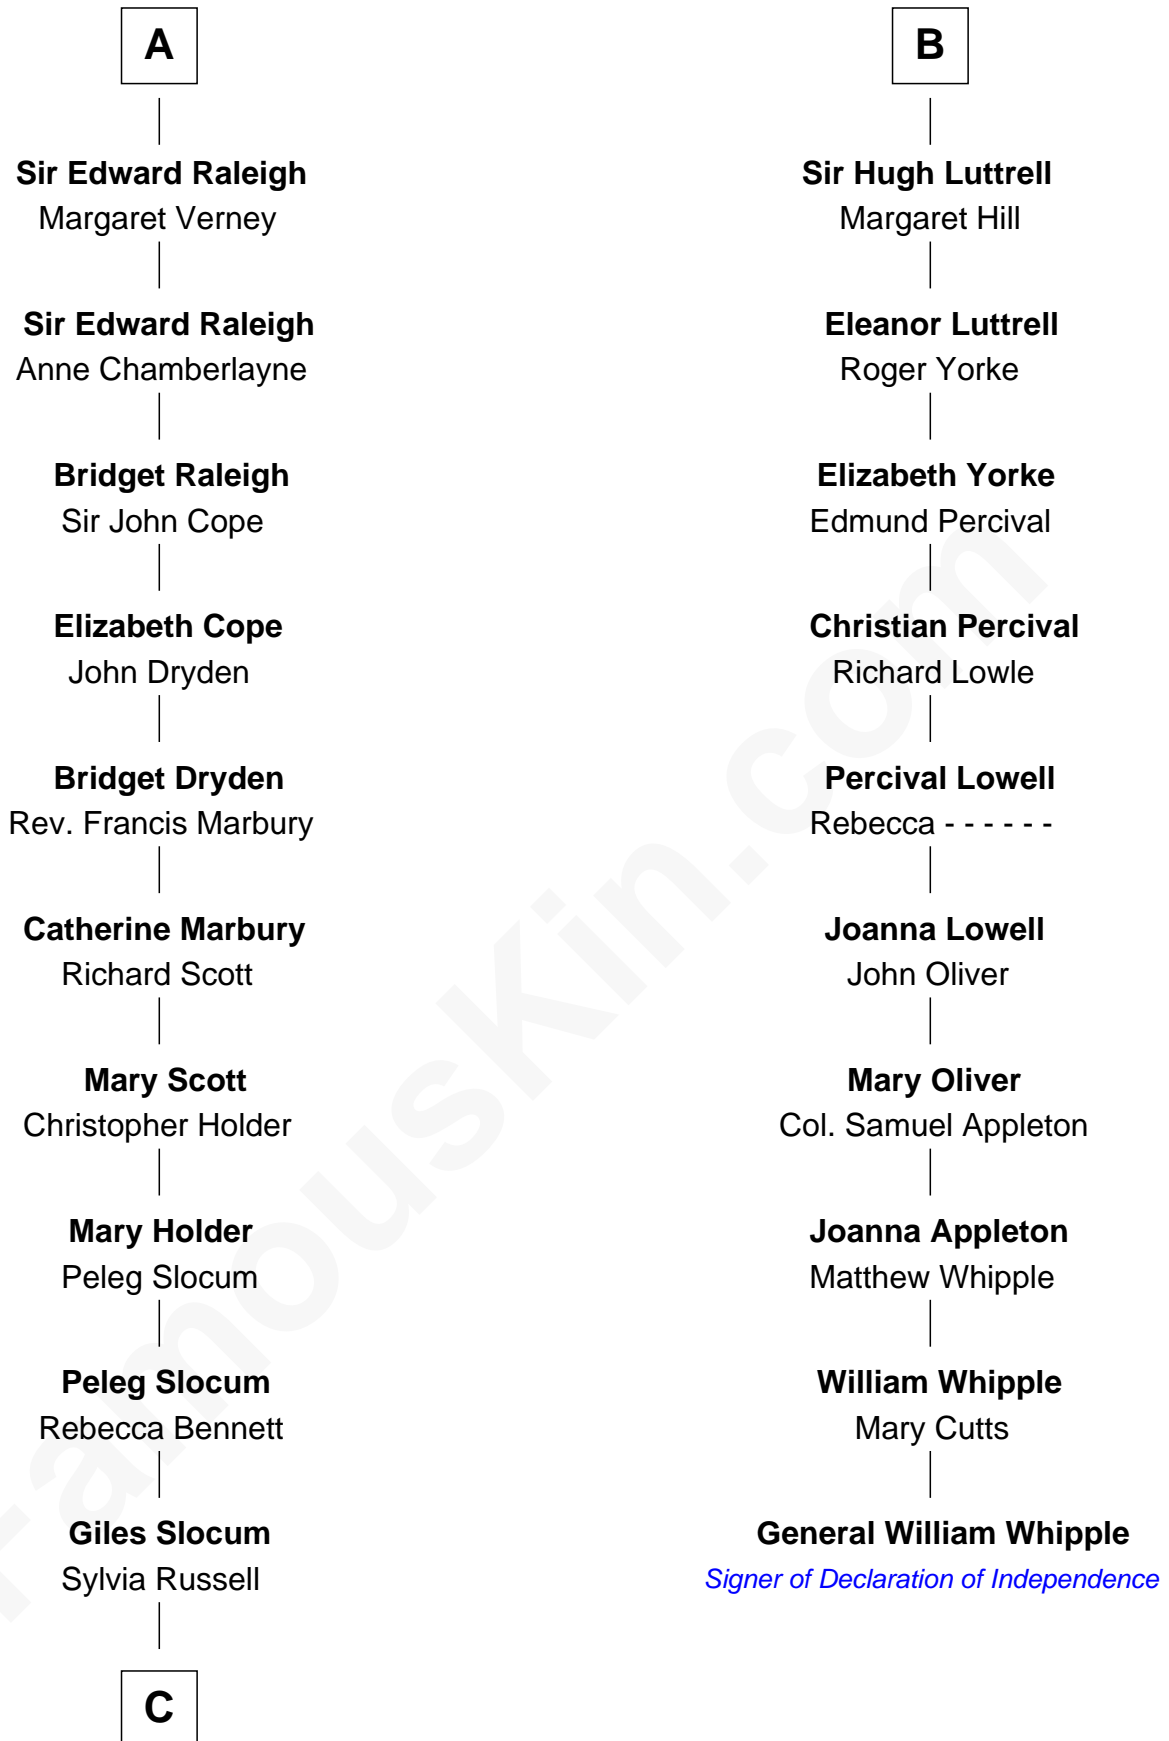 A
Sir Edward Raleigh
Margaret Verney
Sir Edward Raleigh
Anne Chamberlayne
Bridget Raleigh
Sir John Cope
Elizabeth Cope
John Dryden
Bridget Dryden
Rev. Francis Marbury
Catherine Marbury
Richard Scott
Mary Scott
Christopher Holder
Mary Holder
Peleg Slocum
Peleg Slocum
Rebecca Bennett
Giles Slocum
Sylvia Russell
C
B
Sir Hugh Luttrell
Margaret Hill
Eleanor Luttrell
Roger Yorke
Elizabeth Yorke
Edmund Percival
Christian Percival
Richard Lowle
Percival Lowell
Rebecca - - - - - -
Joanna Lowell
John Oliver
Mary Oliver
Col. Samuel Appleton
Joanna Appleton
Matthew Whipple
William Whipple
Mary Cutts
General William Whipple
Signer of Declaration of Independence
FamousKin.com